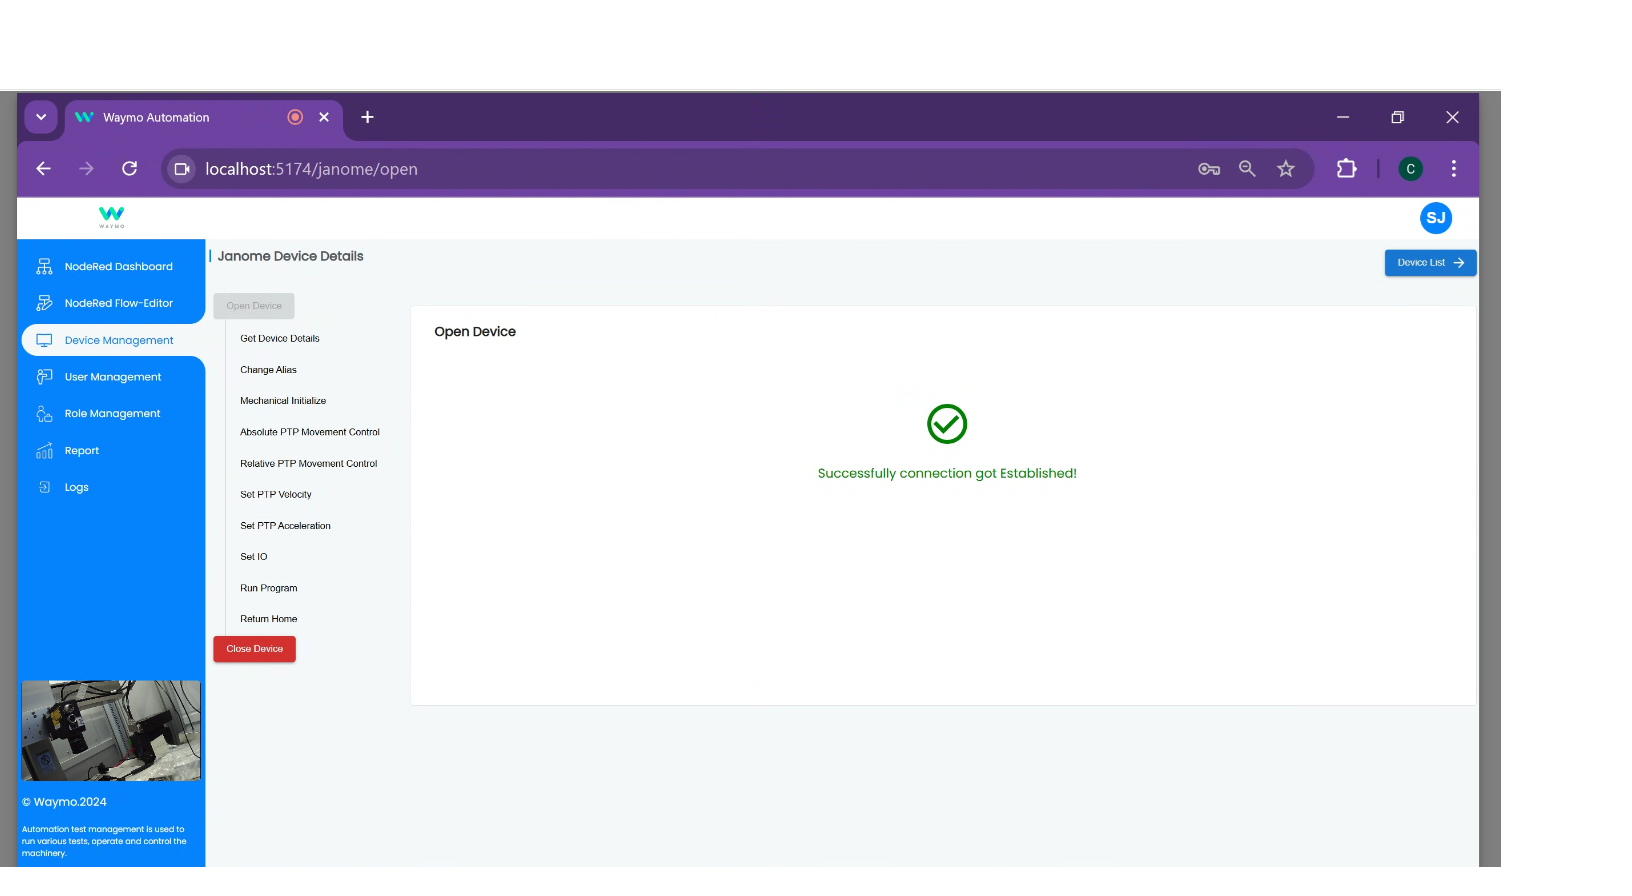 Waymo Automation
localhost:5174/janome/open
C
WAYMO
SJ
NodeRed Dashboard
NodeRed Flow-Editor
Device Management
User Management
Role Management
Report
Logs
© Waymo.2024
Automation test management is used to
run various tests, operate and control the
machinery.
Janome Device Details
Device List
Open Device
Get Device Details
Change Alias
Mechanical Initialize
Absolute PTP Movement Control
Relative PTP Movement Control
Set PTP Velocity
Set PTP Acceleration
Set IO
Run Program
Return Home
Close Device
Open Device
Successfully connection got Established!